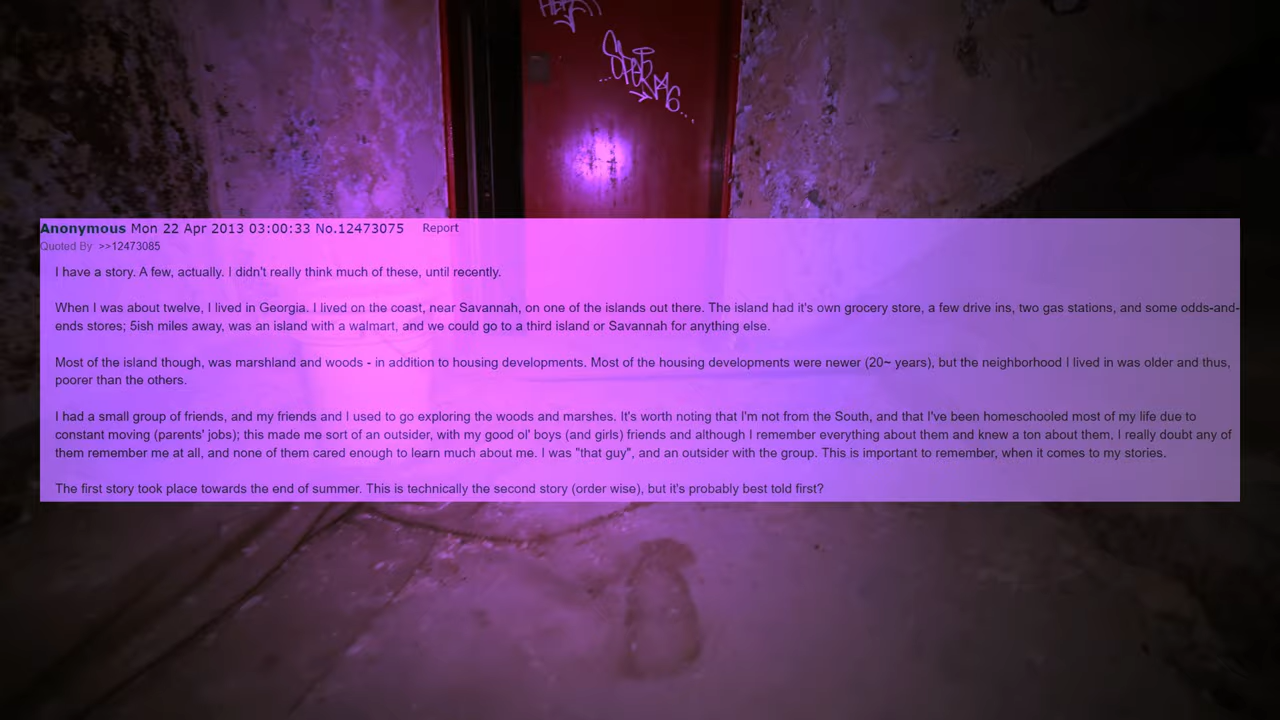 Anonymous Mon 22 Apr 2013 03:00:33 No.12473075 Report
Quoted By >>12473085
I have a story. A few, actually. I didn't really think much of these, until recently.
When I was about twelve, I lived in Georgia. I lived on the coast, near Savannah, on one of the islands out there. The island had it's own grocery store, a few drive ins, two gas stations, and some odds-and-
ends stores; 5ish miles away, was an island with a walmart, and we could go to a third island or Savannah for anything else.
Most of the island though, was marshland and woods - in addition to housing developments. Most of the housing developments were newer (20~ years), but the neighborhood I lived in was older and thus,
poorer than the others.
I had a small group of friends, and my friends and I used to go exploring the woods and marshes. It's worth noting that I'm not from the South, and that I've been homeschooled most of my life due to
constant moving (parents' jobs); this made me sort of an outsider, with my good ol' boys (and girls) friends and although I remember everything about them and knew a ton about them, I really doubt any of
them remember me at all, and none of them cared enough to learn much about me. I was "that guy", and an outsider with the group. This is important to remember, when it comes to my stories.
The first story took place towards the end of summer. This is technically the second story (order wise), but it's probably best told first?